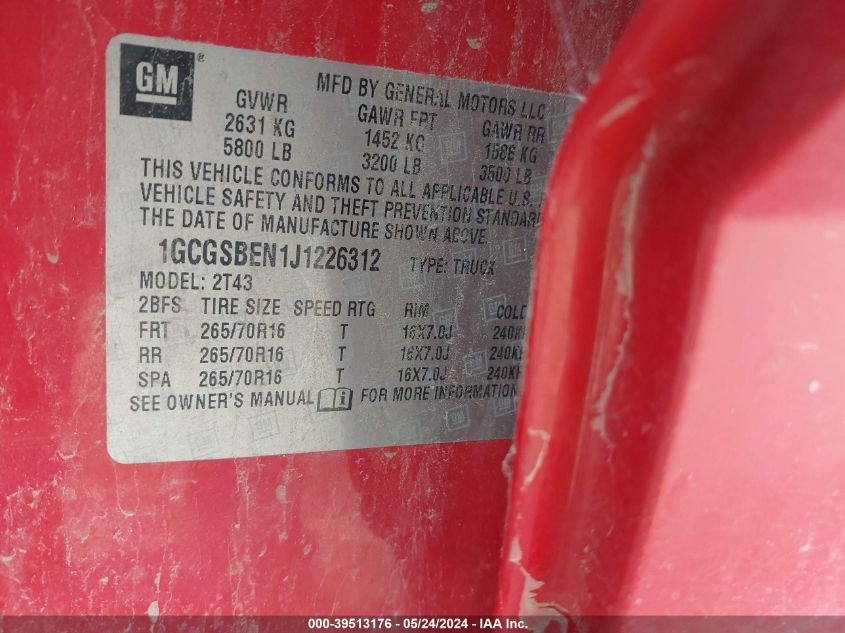 GM ®
MFD BY GENERAL MOTORS LLC
GVWR GAWR FRT GAWR RR
2631 KG 1452 KG 1588 KG
5800 LB 3200 LB 3500 LB
THIS VEHICLE CONFORMS TO ALL APPLICABLE U.S.
VEHICLE SAFETY AND THEFT PREVENTION STANDAR
THE DATE OF MANUFACTURE SHOWN ABOVE.
1GCGSBEN1J1226312 TYPE: TRUCK
MODEL: 2T43
2BFS TIRE SIZE SPEED RTG RIM COLD
FRT 265/70R16 T 16X7.0J 240K
RR 265/70R16 T 16X7.0J 240K
SPA 265/70R16 T 16X7.0J 240K
SEE OWNER'S MANUAL FOR MORE INFORMATION
000-39513176 - 05/24/2024 - IAA Inc.